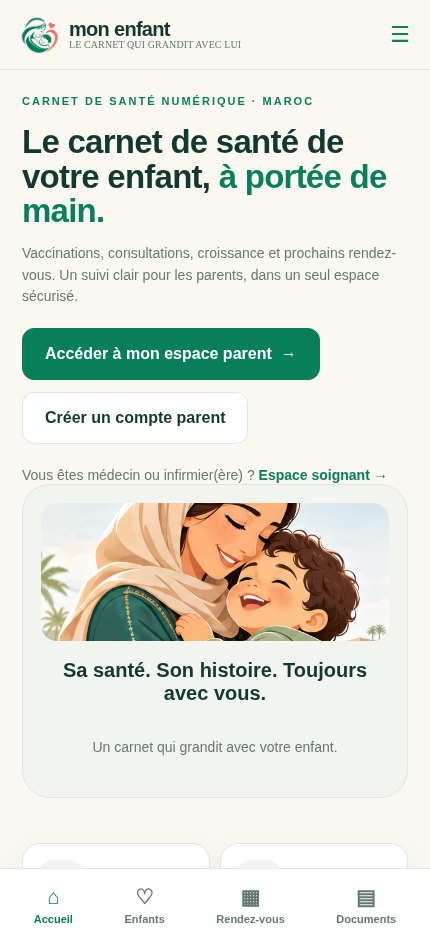 mon enfant
LE CARNET QUI GRANDIT AVEC LUI
☰
CARNET DE SANTÉ NUMÉRIQUE · MAROC
Le carnet de santé de
votre enfant, à portée de
main.
Vaccinations, consultations, croissance et prochains rendez-
vous. Un suivi clair pour les parents, dans un seul espace
sécurisé.
Accéder à mon espace parent →
Créer un compte parent
Vous êtes médecin ou infirmier(ère) ? Espace soignant →
Sa santé. Son histoire. Toujours
avec vous.
Un carnet qui grandit avec votre enfant.
Accueil
Enfants
Rendez-vous
Documents